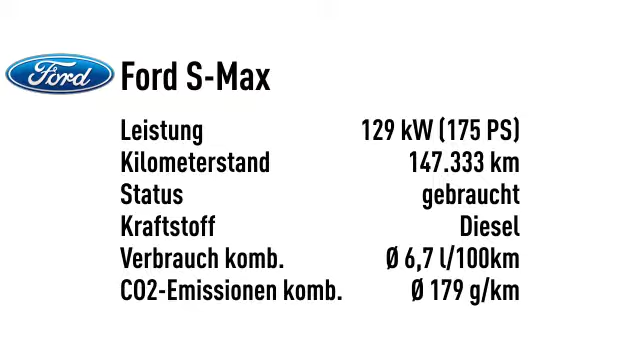 Ford Ford S-Max
Leistung 129 kW (175 PS)
Kilometerstand 147.333 km
Status gebraucht
Kraftstoff Diesel
Verbrauch komb. Ø 6,7 l/100km
CO2-Emissionen komb. Ø 179 g/km